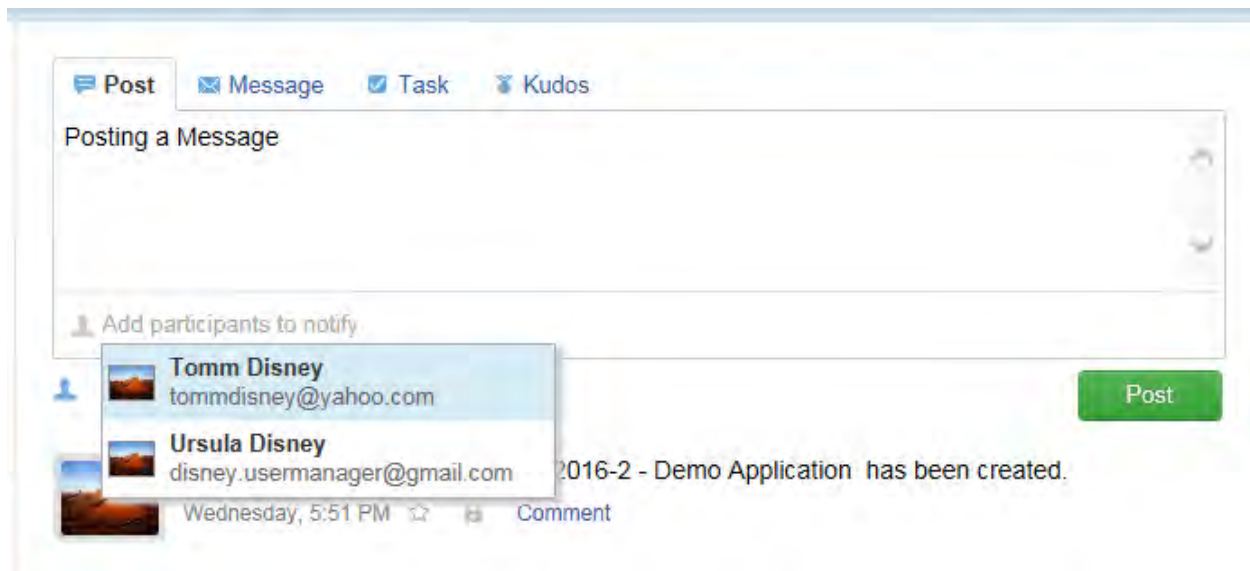 Post Message Task Kudos
Posting a Message
Add participants to notify
Tomm Disney
tommdisney@yahoo.com
Post
Ursula Disney
disney.usermanager@gmail.com
2016-2 - Demo Application has been created.
Wednesday, 5:51 PM Comment